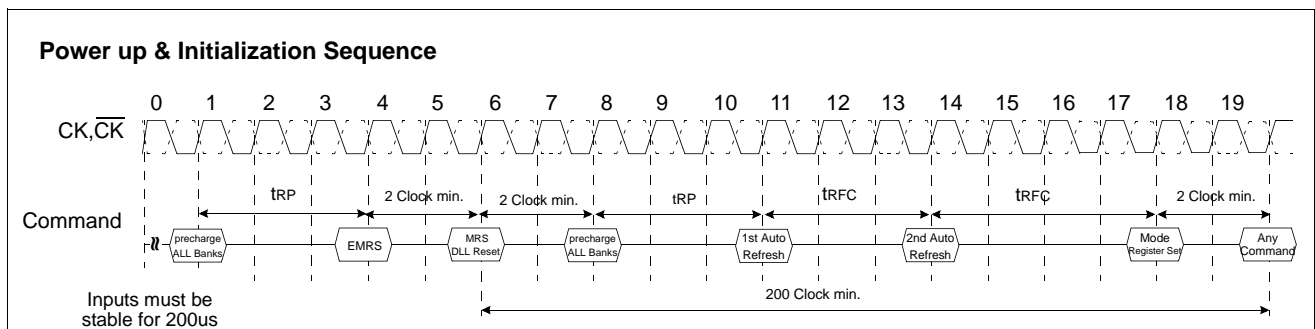 Power up & Initialization Sequence
0 1 2 3 4 5 6 7 8 9 10 11 12 13 14 15 16 17 18 19
CK,CK
tRP 2 Clock min. 2 Clock min. tRP tRFC tRFC 2 Clock min.
Command
precharge
ALL Banks
EMRS
MRS
DLL Reset
precharge
ALL Banks
1st Auto
Refresh
2nd Auto
Refresh
Mode
Register Set
Any
Command
200 Clock min.
Inputs must be
stable for 200us